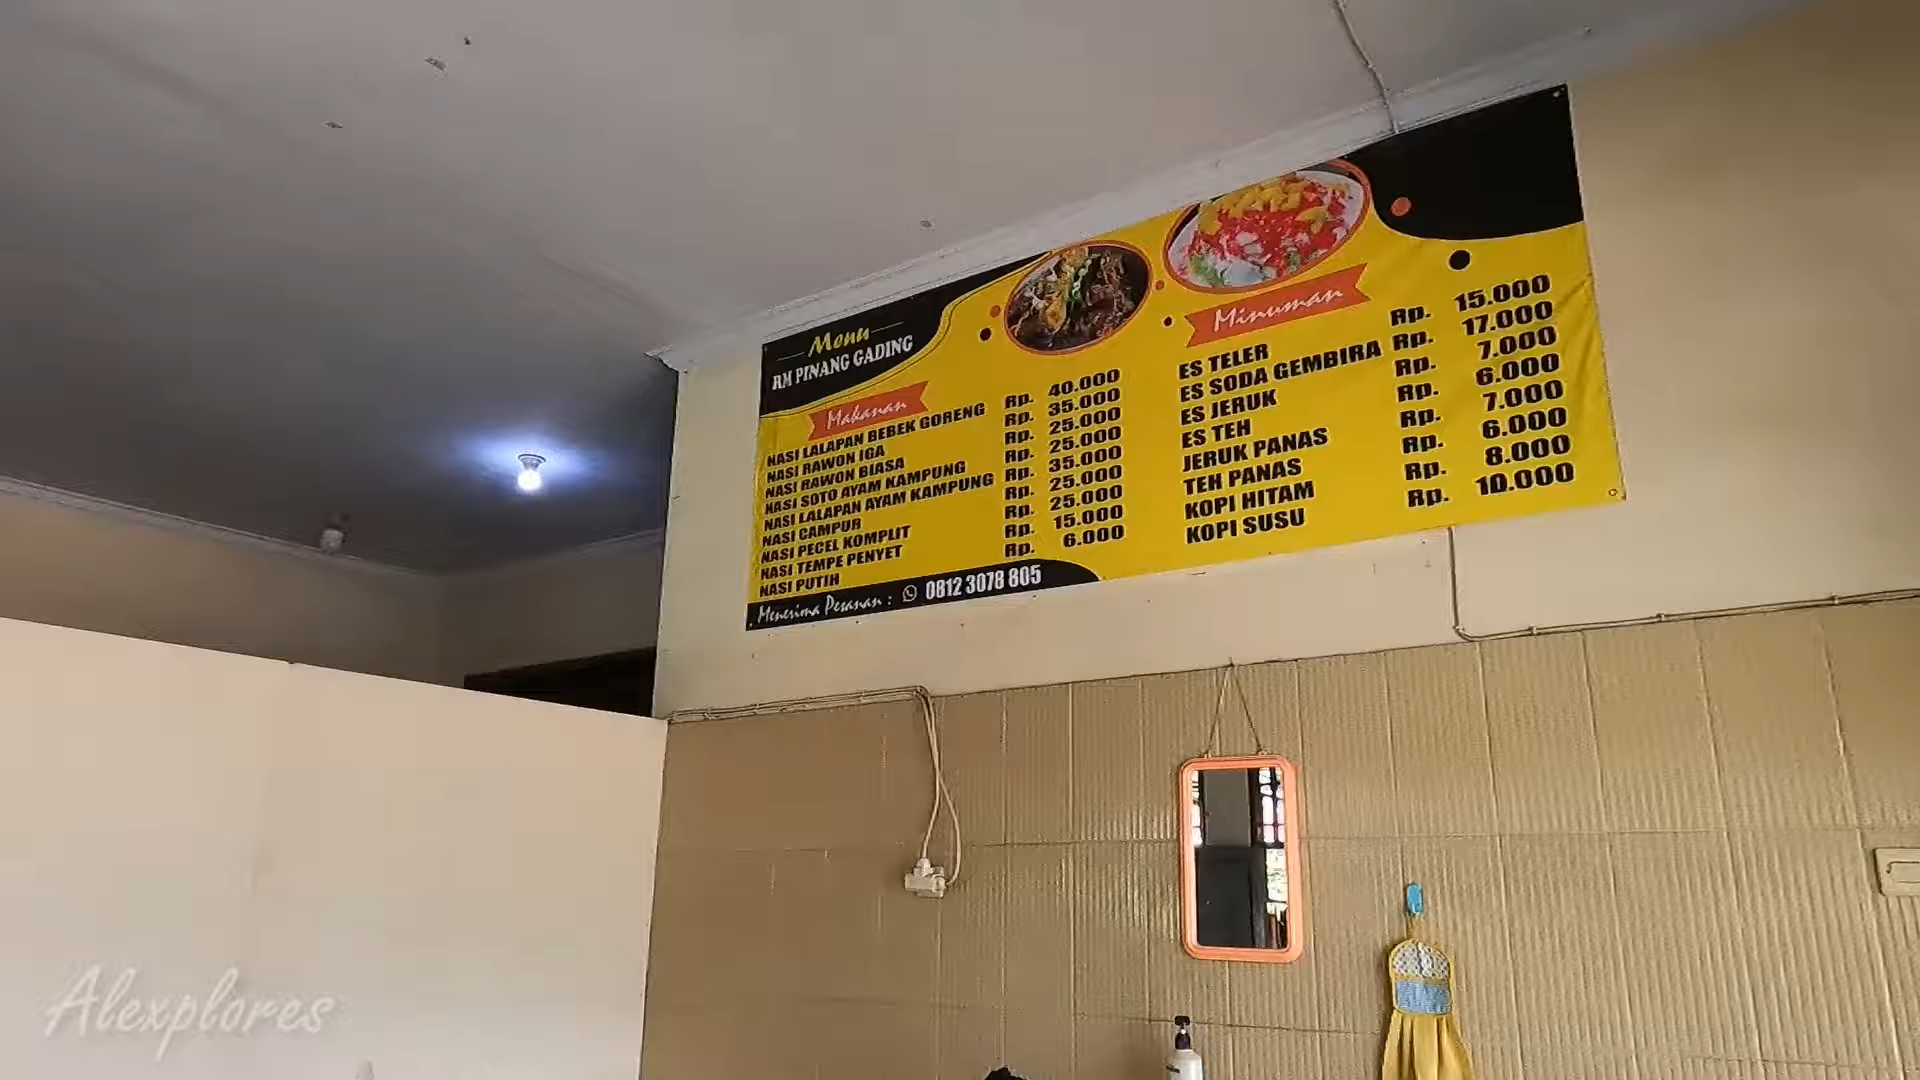 Menu
RM PINANG GADING
Makanan
NASI LALAPAN BEBEK GORENG Rp. 40.000
NASI RAWON IGA Rp. 35.000
NASI RAWON BIASA Rp. 25.000
NASI SOTO AYAM KAMPUNG Rp. 25.000
NASI LALAPAN AYAM KAMPUNG Rp. 35.000
NASI CAMPUR Rp. 25.000
NASI PECEL KOMPLIT Rp. 25.000
NASI TEMPE PENYET Rp. 15.000
NASI PUTIH Rp. 6.000
Menerima Pesanan : 0812 3078 805
Minuman
ES TELER Rp. 15.000
ES SODA GEMBIRA Rp. 17.000
ES JERUK Rp. 7.000
ES TEH Rp. 6.000
JERUK PANAS Rp. 7.000
TEH PANAS Rp. 6.000
KOPI HITAM Rp. 8.000
KOPI SUSU Rp. 10.000
Alexplores